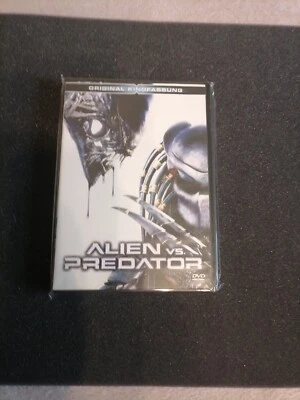 ORIGINAL KINOFASSUNG
ALIEN VS.
PREDATOR
DVD